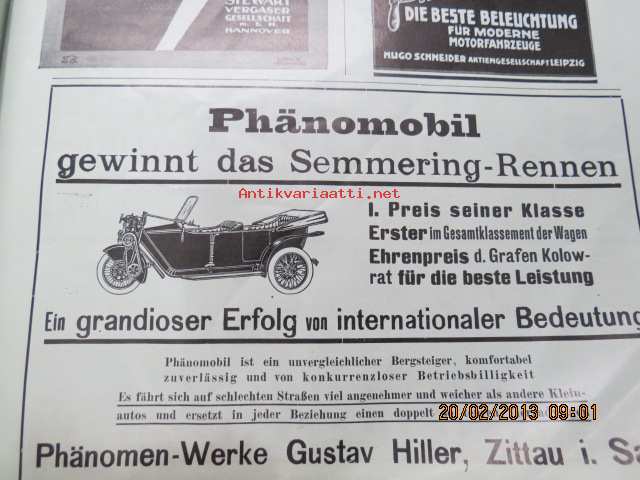 STEWART
VERGASER
GESELLSCHAFT
m. b. H.
HANNOVER
DIE BESTE BELEUCHTUNG
FÜR MODERNE
MOTORFAHRZEUGE
HUGO SCHNEIDER AKTIENGESELLSCHAFT LEIPZIG
Phänomobil
gewinnt das Semmering-Rennen
Antikvariaatti.net
I. Preis seiner Klasse
Erster im Gesamtklassement der Wagen
Ehrenpreis d. Grafen Kolow-
rat für die beste Leistung
Ein grandioser Erfolg von internationaler Bedeutung
Phänomobil ist ein unvergleichlicher Bergsteiger, komfortabel
zuverlässig und von konkurrenzloser Betriebsbilligkeit
Es fährt sich auf schlechten Straßen viel angenehmer und weicher als andere Klein-
autos und ersetzt in jeder Beziehung einen doppelt
20/02/2013 09:01
Phänomen-Werke Gustav Hiller, Zittau i. Sa